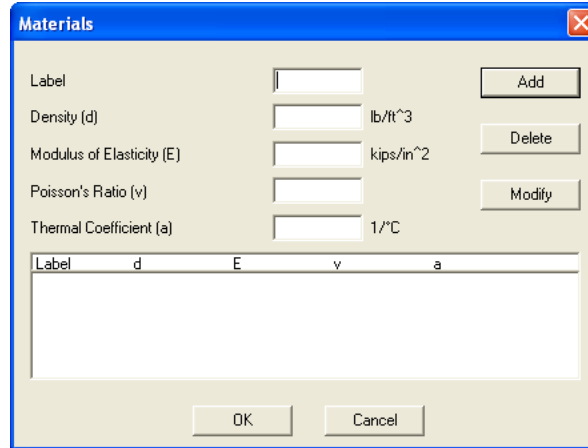 Materials
Label
Add
Density (d) lb/ft^3
Delete
Modulus of Elasticity (E) kips/in^2
Poisson's Ratio (v)
Modify
Thermal Coefficient (a) 1/°C
Label d E v a
OK Cancel